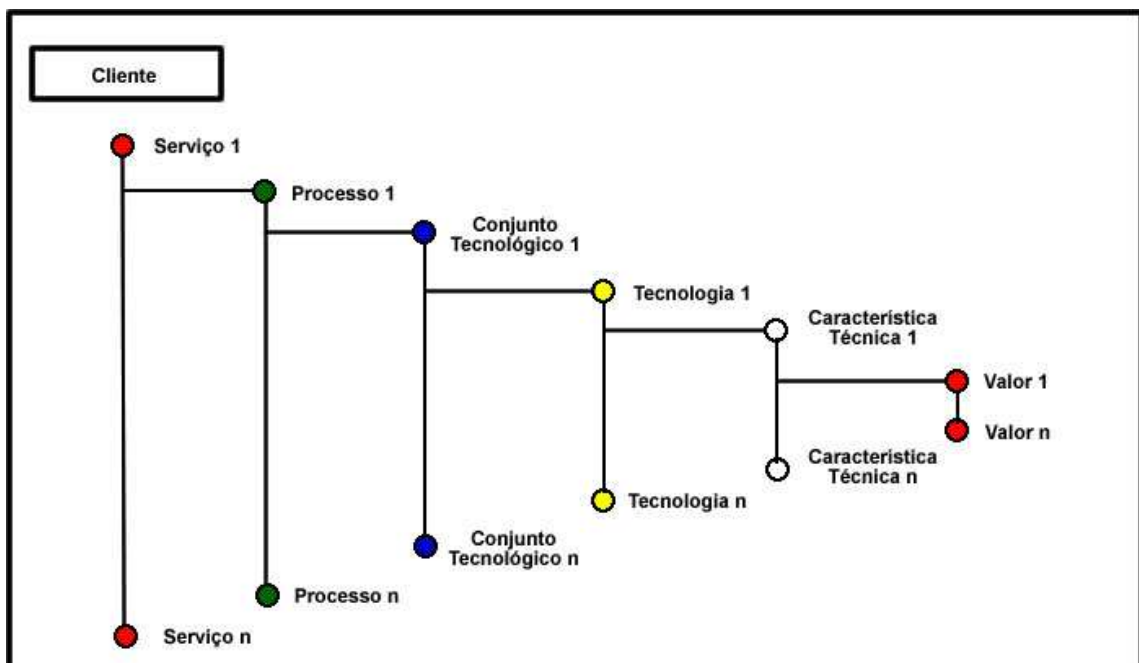 Cliente
Serviço 1
Processo 1
Conjunto
Tecnológico 1
Tecnologia 1
Característica
Técnica 1
Valor 1
Valor n
Característica
Técnica n
Tecnologia n
Conjunto
Tecnológico n
Processo n
Serviço n